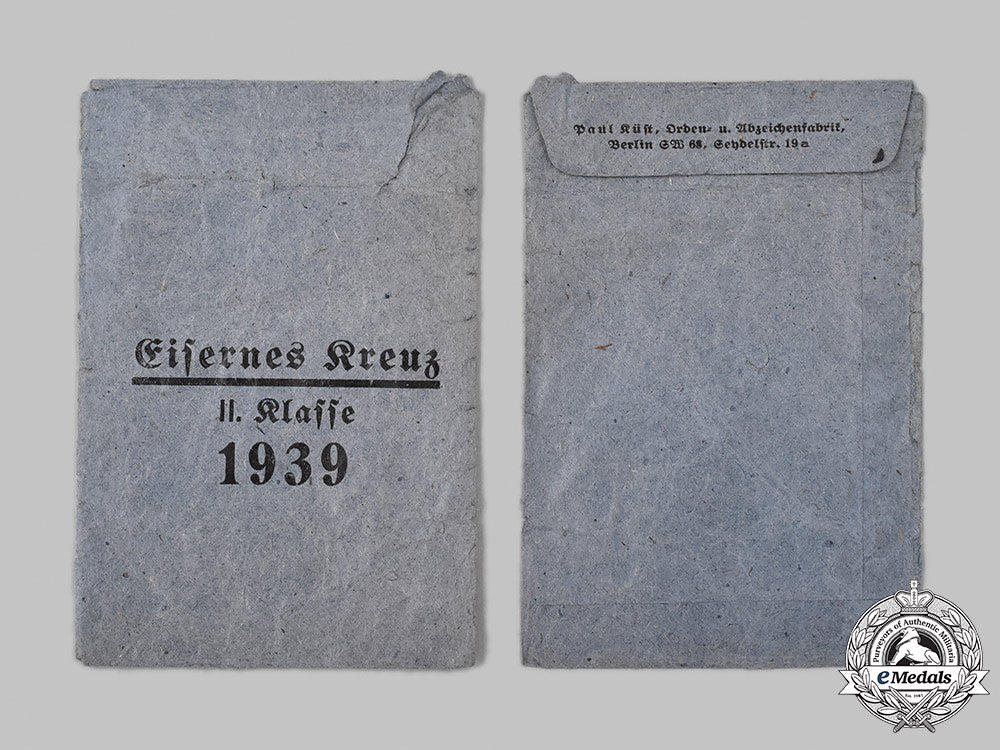 Eisernes Kreuz
II. Klasse
1939
Paul Küst, Orden- u. Abzeichenfabrik,
Berlin SW 68, Seydelstr. 19a
Purveyors of Authentic Militaria
eMedals